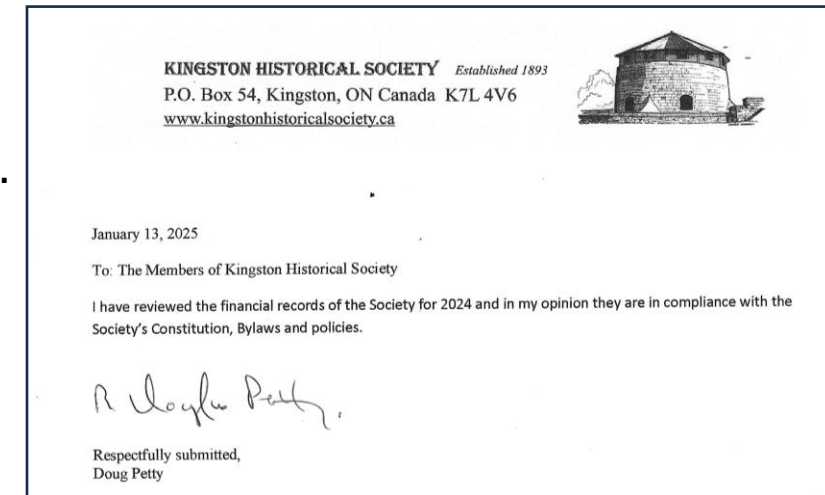 KINGSTON HISTORICAL SOCIETY Established 1893
P.O. Box 54, Kingston, ON Canada K7L 4V6
www.kingstonhistoricalsociety.ca
.
January 13, 2025
To: The Members of Kingston Historical Society
I have reviewed the financial records of the Society for 2024 and in my opinion they are in compliance with the
Society's Constitution, Bylaws and policies.
R Douglas Petty.
Respectfully submitted,
Doug Petty